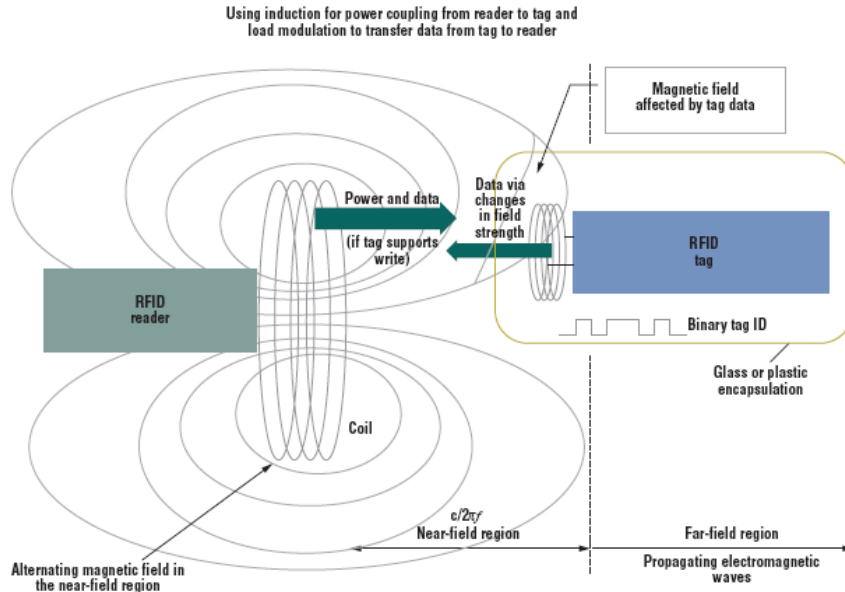 Using induction for power coupling from reader to tag and
load modulation to transfer data from tag to reader
Magnetic field
affected by tag data
Power and data
(if tag supports
write)
Data via
changes
in field
strength
RFID
reader
RFID
tag
Binary tag ID
Glass or plastic
encapsulation
Coil
c/2πf
Near-field region
Far-field region
Propagating electromagnetic
waves
Alternating magnetic field in
the near-field region